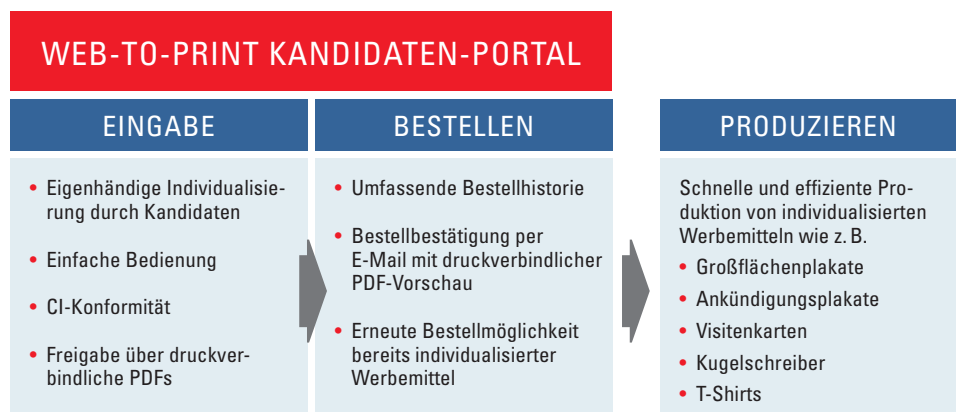 WEB-TO-PRINT KANDIDATEN-PORTAL
EINGABE
• Eigenhändige Individualisie-
rung durch Kandidaten
• Einfache Bedienung
• CI-Konformität
• Freigabe über druckver-
bindliche PDFs
BESTELLEN
• Umfassende Bestellhistorie
• Bestellbestätigung per
E-Mail mit druckverbindlicher
PDF-Vorschau
• Erneute Bestellmöglichkeit
bereits individualisierter
Werbemittel
PRODUZIEREN
Schnelle und effiziente Pro-
duktion von individualisierten
Werbemitteln wie z. B.
• Großflächenplakate
• Ankündigungsplakate
• Visitenkarten
• Kugelschreiber
• T-Shirts